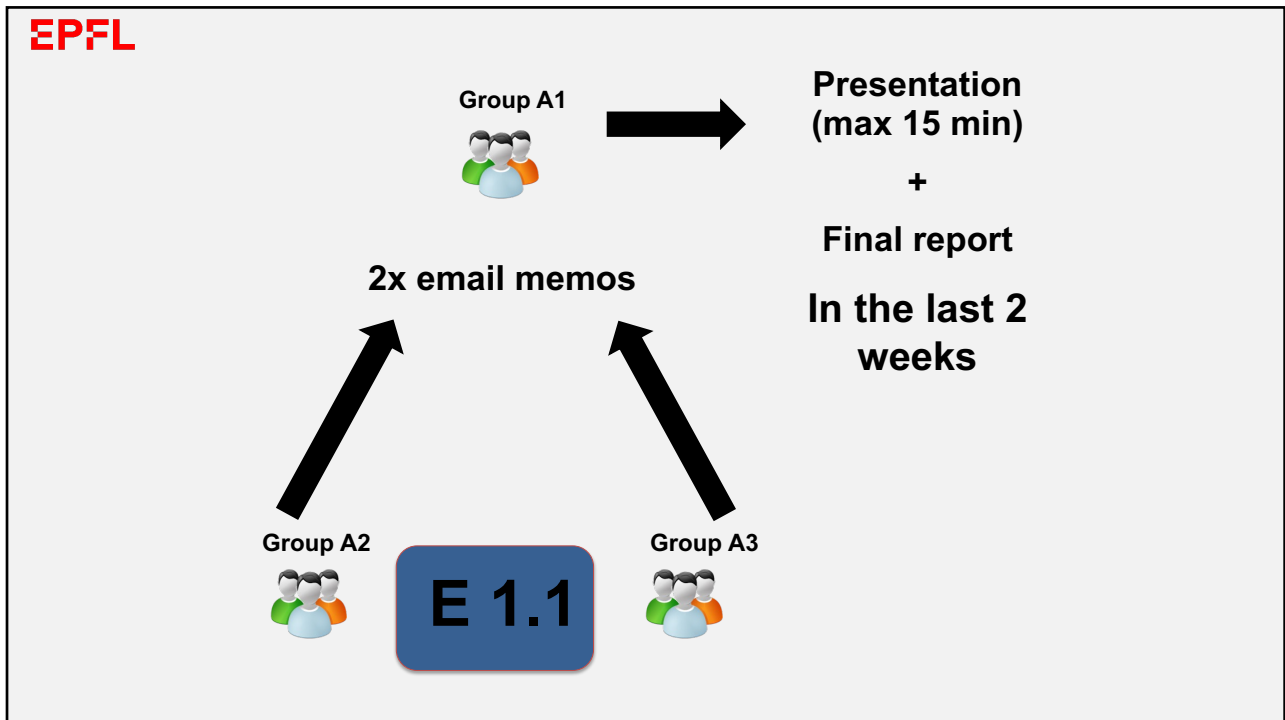 EPFL
Group A1
Presentation
(max 15 min)
+
Final report
In the last 2
weeks
2x email memos
Group A2
E 1.1
Group A3